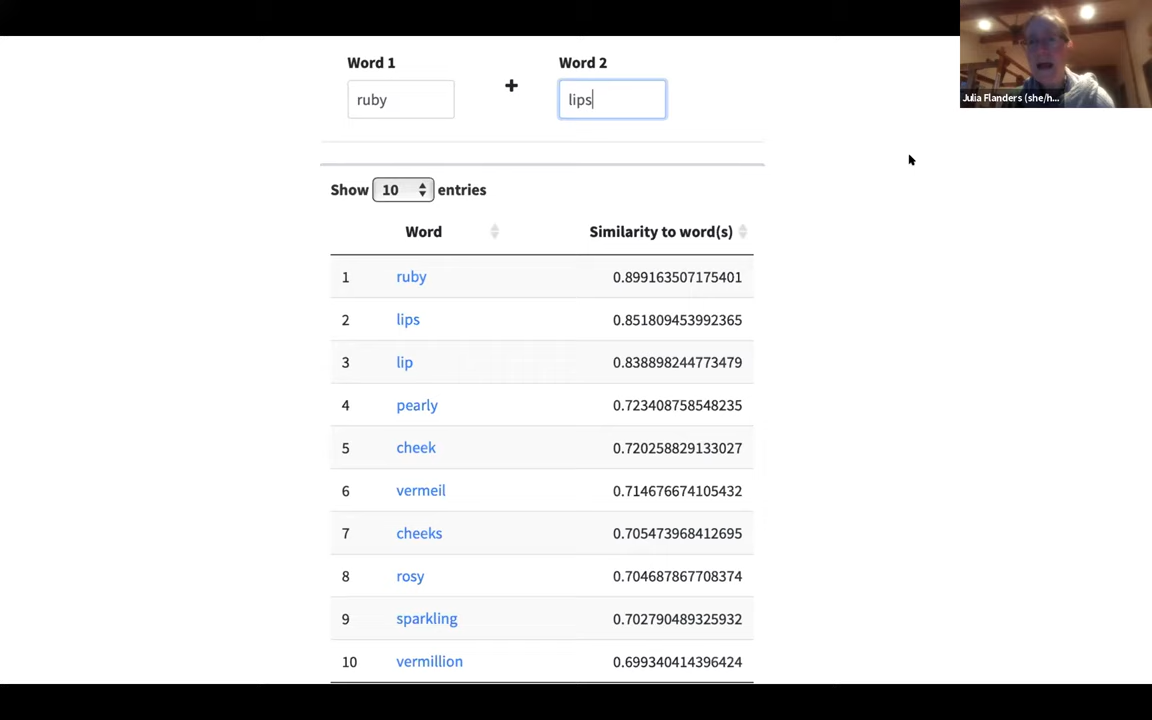 Word 1 Word 2
ruby + lips
Julia Flanders (she/h...
Show 10 entries
Word Similarity to word(s)
1 ruby 0.899163507175401
2 lips 0.851809453992365
3 lip 0.838898244773479
4 pearly 0.723408758548235
5 cheek 0.720258829133027
6 vermeil 0.714676674105432
7 cheeks 0.705473968412695
8 rosy 0.704687867708374
9 sparkling 0.702790489325932
10 vermillion 0.699340414396424